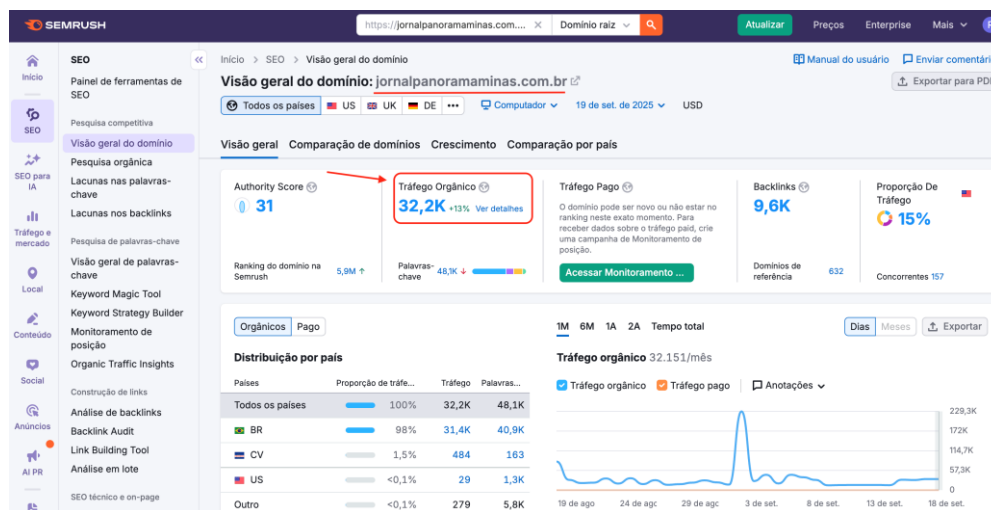 SEMRUSH
https://jornalpanoramaminas.com.... × Domínio raiz
Atualizar Preços Enterprise Mais
Início
SEO
SEO para IA
Tráfego e mercado
Local
Conteúdo
Social
Anúncios
AI PR
SEO
Painel de ferramentas de SEO
Pesquisa competitiva
Visão geral do domínio
Pesquisa orgânica
Lacunas nas palavras-chave
Lacunas nos backlinks
Pesquisa de palavras-chave
Visão geral de palavras-chave
Keyword Magic Tool
Keyword Strategy Builder
Monitoramento de posição
Organic Traffic Insights
Construção de links
Análise de backlinks
Backlink Audit
Link Building Tool
Análise em lote
SEO técnico e on-page
Início > SEO > Visão geral do domínio
Manual do usuário Enviar comentári
Visão geral do domínio: jornalpanoramaminas.com.br
Exportar para PD
Todos os países US UK DE ••• Computador 19 de set. de 2025 USD
Visão geral Comparação de domínios Crescimento Comparação por país
Authority Score
31
Ranking do domínio na Semrush 5,9M ↑
Tráfego Orgânico
32,2K +13% Ver detalhes
Palavras-chave 48,1K ↓
Tráfego Pago
O domínio pode ser novo ou não estar no
ranking neste exato momento. Para
receber dados sobre o tráfego paid, crie
uma campanha de Monitoramento de
posição.
Acessar Monitoramento ...
Backlinks
9,6K
Domínios de referência 632
Proporção De Tráfego
15%
Concorrentes 157
Orgânicos Pago
Distribuição por país
Países Proporção de tráfe... Tráfego Palavras...
Todos os países 100% 32,2K 48,1K
BR 98% 31,4K 40,9K
CV 1,5% 484 163
US <0,1% 29 1,3K
Outro <0,1% 279 5,8K
1M 6M 1A 2A Tempo total
Dias Meses Exportar
Tráfego orgânico 32.151/mês
Tráfego orgânico Tráfego pago Anotações
229,3K
172K
114,7K
57,3K
0
19 de ago 24 de agc 29 de agc 3 de set. 8 de set. 13 de set. 18 de set.